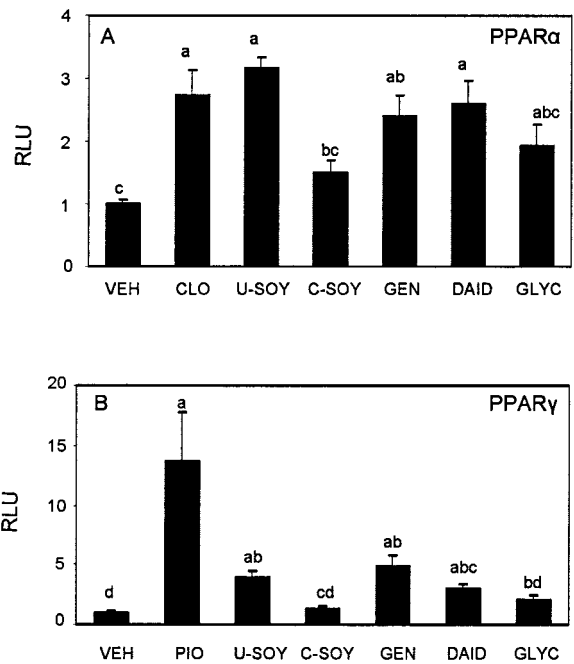 A PPARα
4
3
2
1
0
RLU
a
a
ab
a
abc
bc
c
VEH CLO U-SOY C-SOY GEN DAID GLYC
B PPARγ
20
15
10
5
0
RLU
a
ab
ab
abc
bd
cd
d
VEH PIO U-SOY C-SOY GEN DAID GLYC